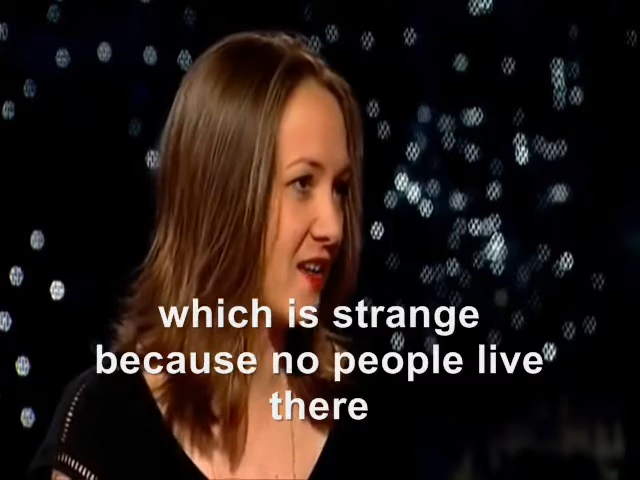 which is strange
because no people live
there